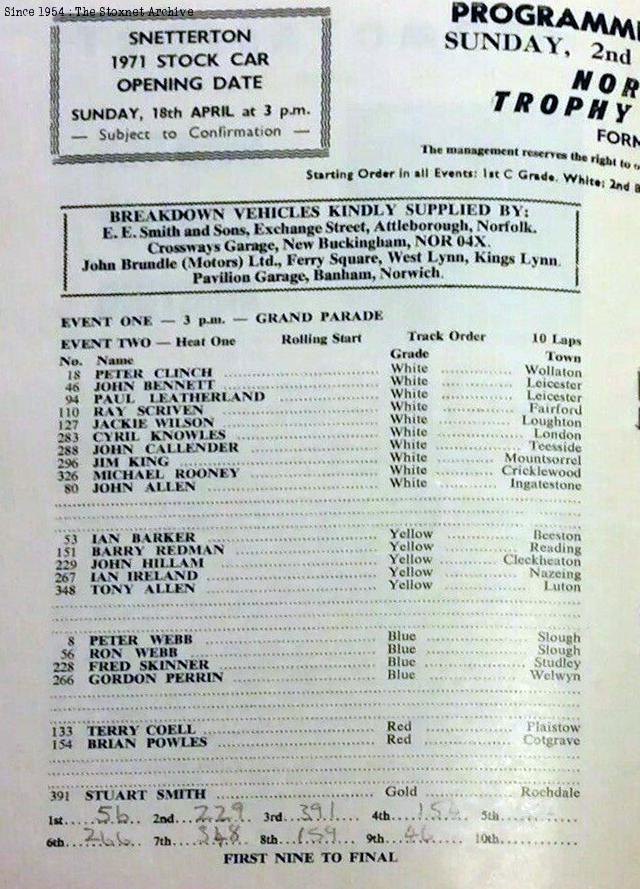 Since 1954 : The Stoxnet Archive
SNETTERTON
1971 STOCK CAR
OPENING DATE
SUNDAY, 18th APRIL at 3 p.m.
— Subject to Confirmation —
PROGRAMM
SUNDAY, 2nd
NOR
TROPHY
FORM
The management reserves the right to
Starting Order in all Events: 1st C Grade. White; 2nd B
BREAKDOWN VEHICLES KINDLY SUPPLIED BY:
E. E. Smith and Sons, Exchange Street, Attleborough, Norfolk.
Crossways Garage, New Buckingham, NOR 04X.
John Brundle (Motors) Ltd., Ferry Square, West Lynn, Kings Lynn.
Pavilion Garage, Banham, Norwich.
EVENT ONE — 3 p.m. — GRAND PARADE
EVENT TWO — Heat One Rolling Start Track Order 10 Laps
No. Name Grade Town
18 PETER CLINCH White Wollaton
46 JOHN BENNETT White Leicester
94 PAUL LEATHERLAND White Leicester
110 RAY SCRIVEN White Fairford
127 JACKIE WILSON White Loughton
283 CYRIL KNOWLES White London
288 JOHN CALLENDER White Teesside
296 JIM KING White Mountsorrel
326 MICHAEL ROONEY White Cricklewood
80 JOHN ALLEN White Ingatestone
53 IAN BARKER Yellow Beeston
151 BARRY REDMAN Yellow Reading
229 JOHN HILLAM Yellow Cleckheaton
267 IAN IRELAND Yellow Nazeing
348 TONY ALLEN Yellow Luton
8 PETER WEBB Blue Slough
56 RON WEBB Blue Slough
228 FRED SKINNER Blue Studley
266 GORDON PERRIN Blue Welwyn
133 TERRY COELL Red Plaistow
154 BRIAN POWLES Red Cotgrave
391 STUART SMITH Gold Rochdale
1st 56 2nd 229 3rd 391 4th 154 5th
6th 266 7th 348 8th 159 9th 46 10th
FIRST NINE TO FINAL